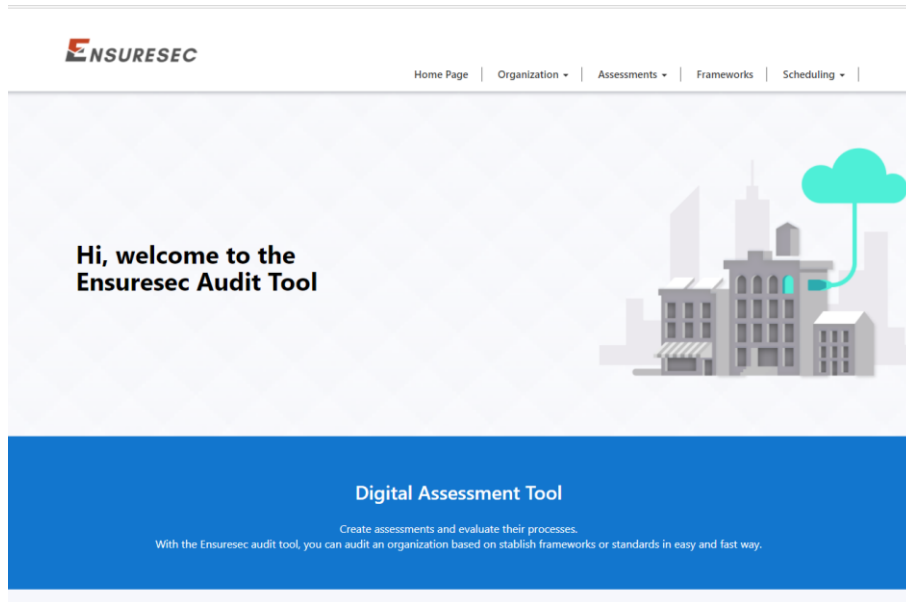 ENSURESEC
Home Page | Organization | Assessments | Frameworks | Scheduling |
Hi, welcome to the
Ensuresec Audit Tool
Digital Assessment Tool
Create assessments and evaluate their processes.
With the Ensuresec audit tool, you can audit an organization based on stablish frameworks or standards in easy and fast way.